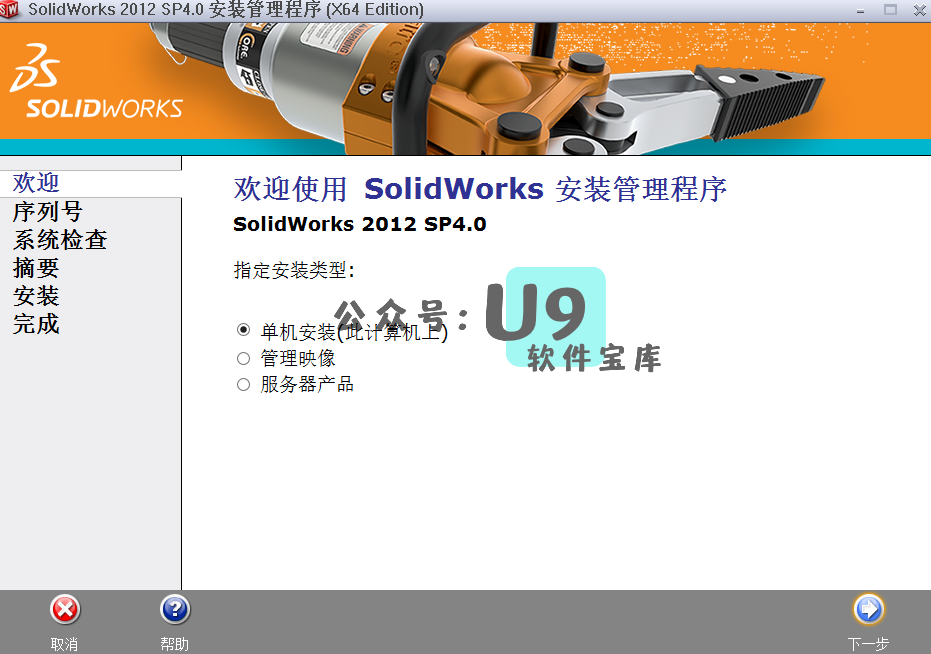 SolidWorks 2012 SP4.0 安装管理程序 (X64 Edition)
SOLIDWORKS
欢迎
序列号
系统检查
摘要
安装
完成
欢迎使用 SolidWorks 安装管理程序
SolidWorks 2012 SP4.0
指定安装类型:
公众号: U9
软件宝库
单机安装(此计算机上)
管理映像
服务器产品
取消
帮助
下一步